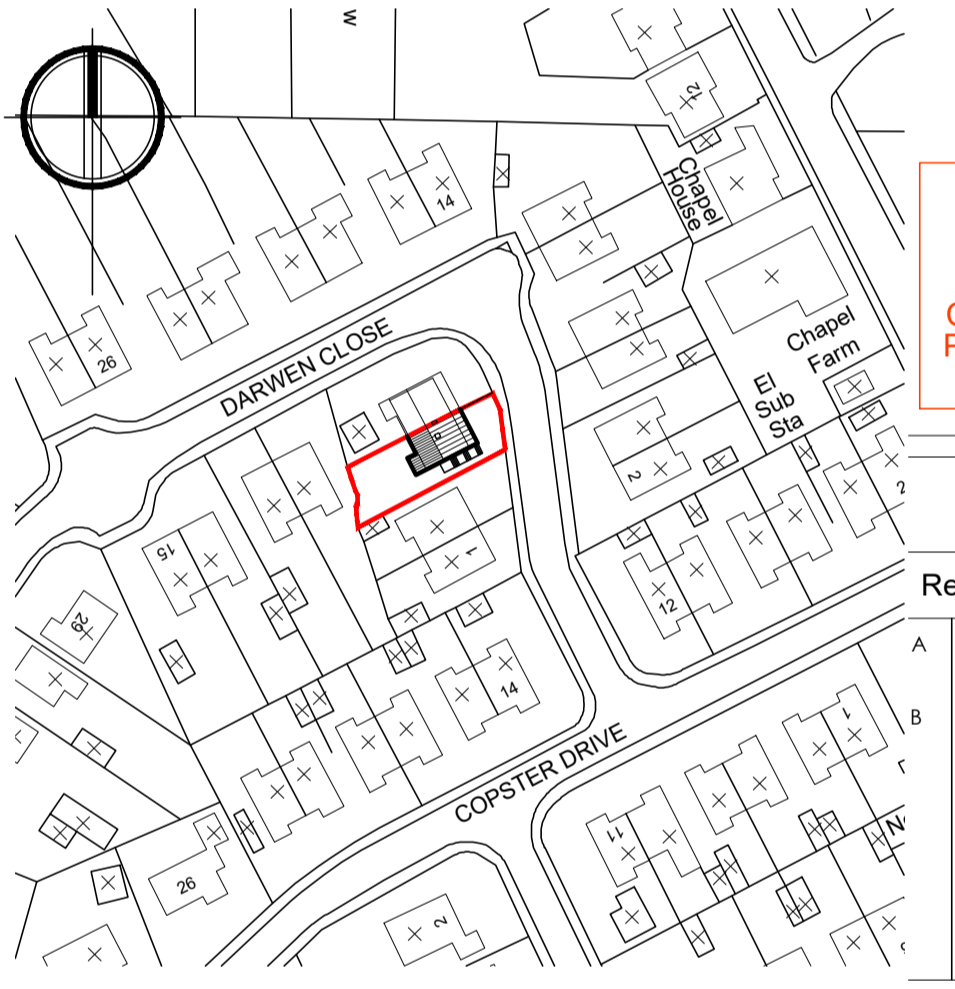 W
12
Chapel
House
14
26
DARWEN CLOSE
Chapel
Farm
El
Sub
Sta
2
15
1
12
29
14
Re
A
B
COPSTER DRIVE
1
11
26
2